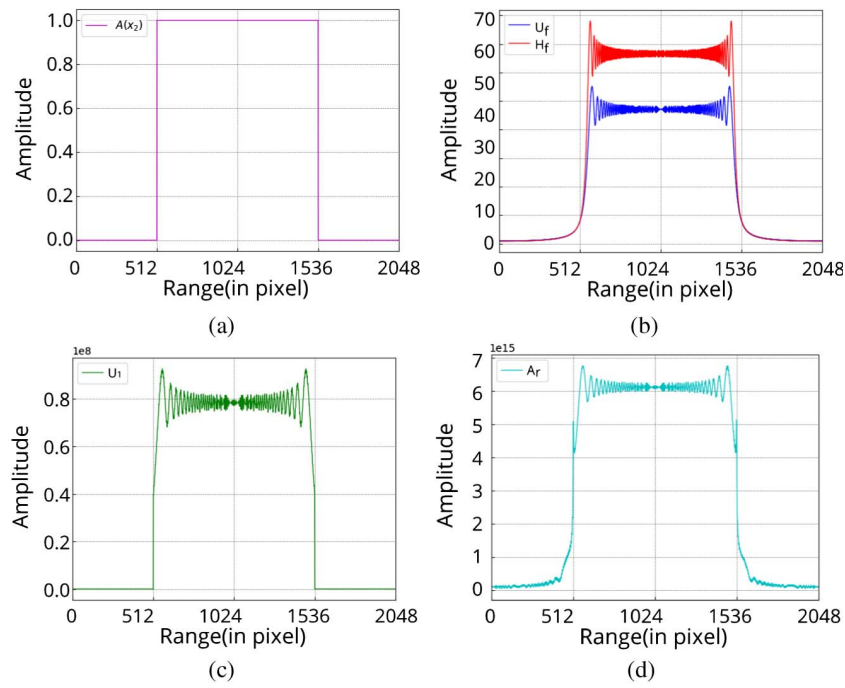 A(x₂)
1.0
0.8
0.6
0.4
0.2
0.0
Amplitude
0 512 1024 1536 2048
Range(in pixel)
(a)
U_f
H_f
70
60
50
40
30
20
10
0
Amplitude
0 512 1024 1536 2048
Range(in pixel)
(b)
1e8
U₁
0.8
0.6
0.4
0.2
0.0
Amplitude
0 512 1024 1536 2048
Range(in pixel)
(c)
1e15
A_r
7
6
5
4
3
2
1
0
Amplitude
0 512 1024 1536 2048
Range(in pixel)
(d)